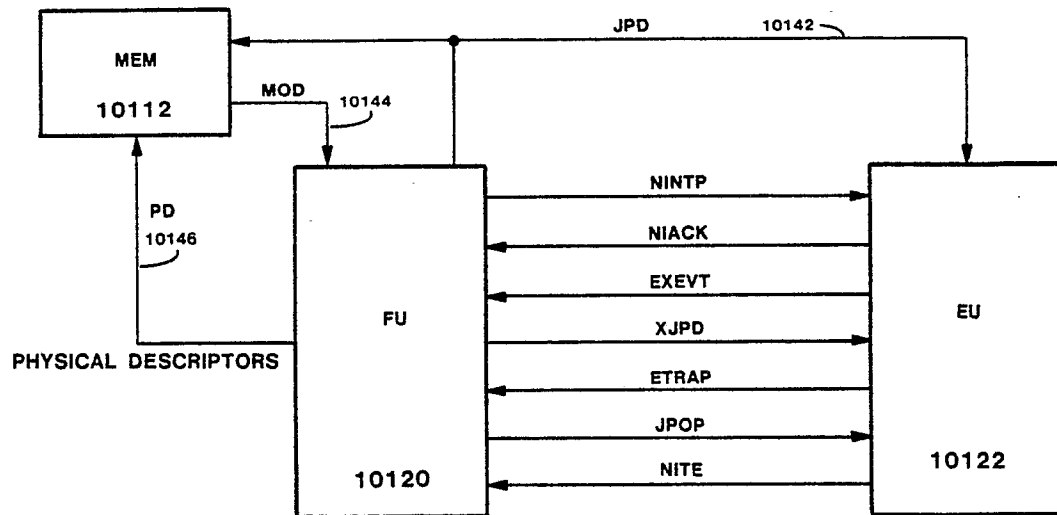 JPD
10142
MEM
10112
MOD
10144
PD
10146
PHYSICAL DESCRIPTORS
FU
10120
NINTP
NIACK
EXEVT
XJPD
ETRAP
JPOP
NITE
EU
10122